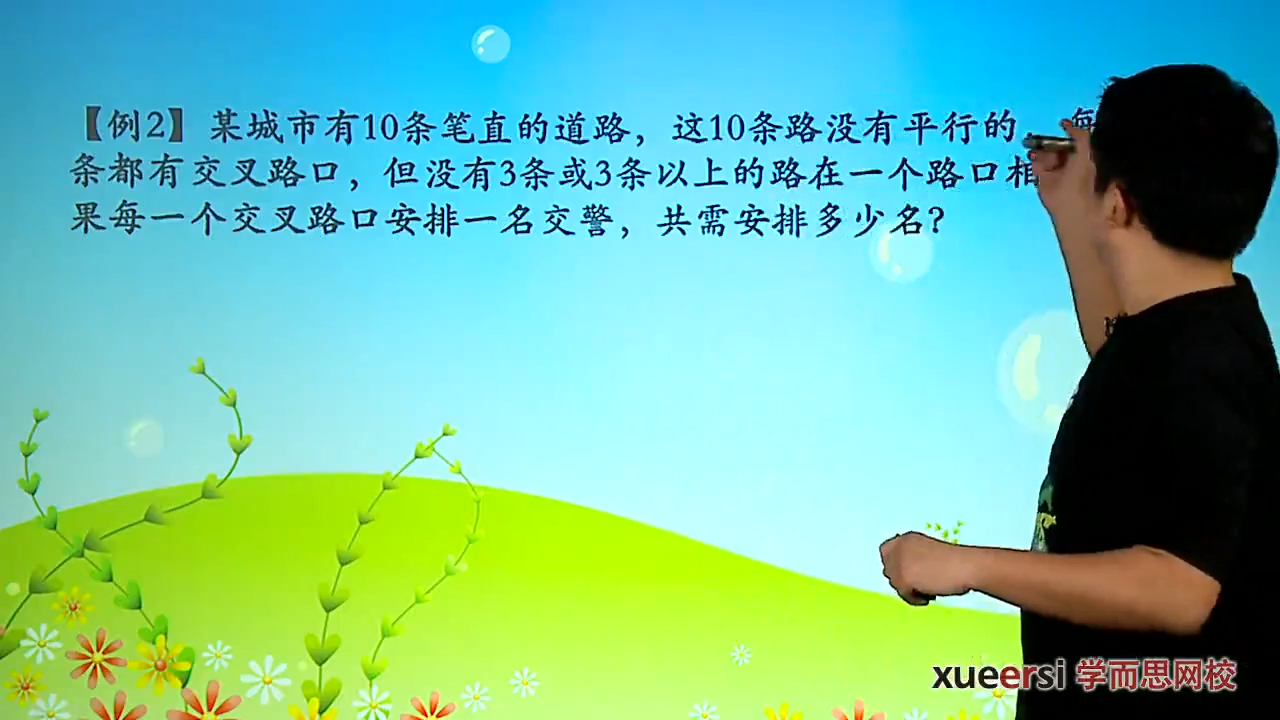 【例2】某城市有10条笔直的道路，这10条路没有平行的，每
条都有交叉路口，但没有3条或3条以上的路在一个路口相
果每一个交叉路口安排一名交警，共需安排多少名？
xueersi 学而思网校